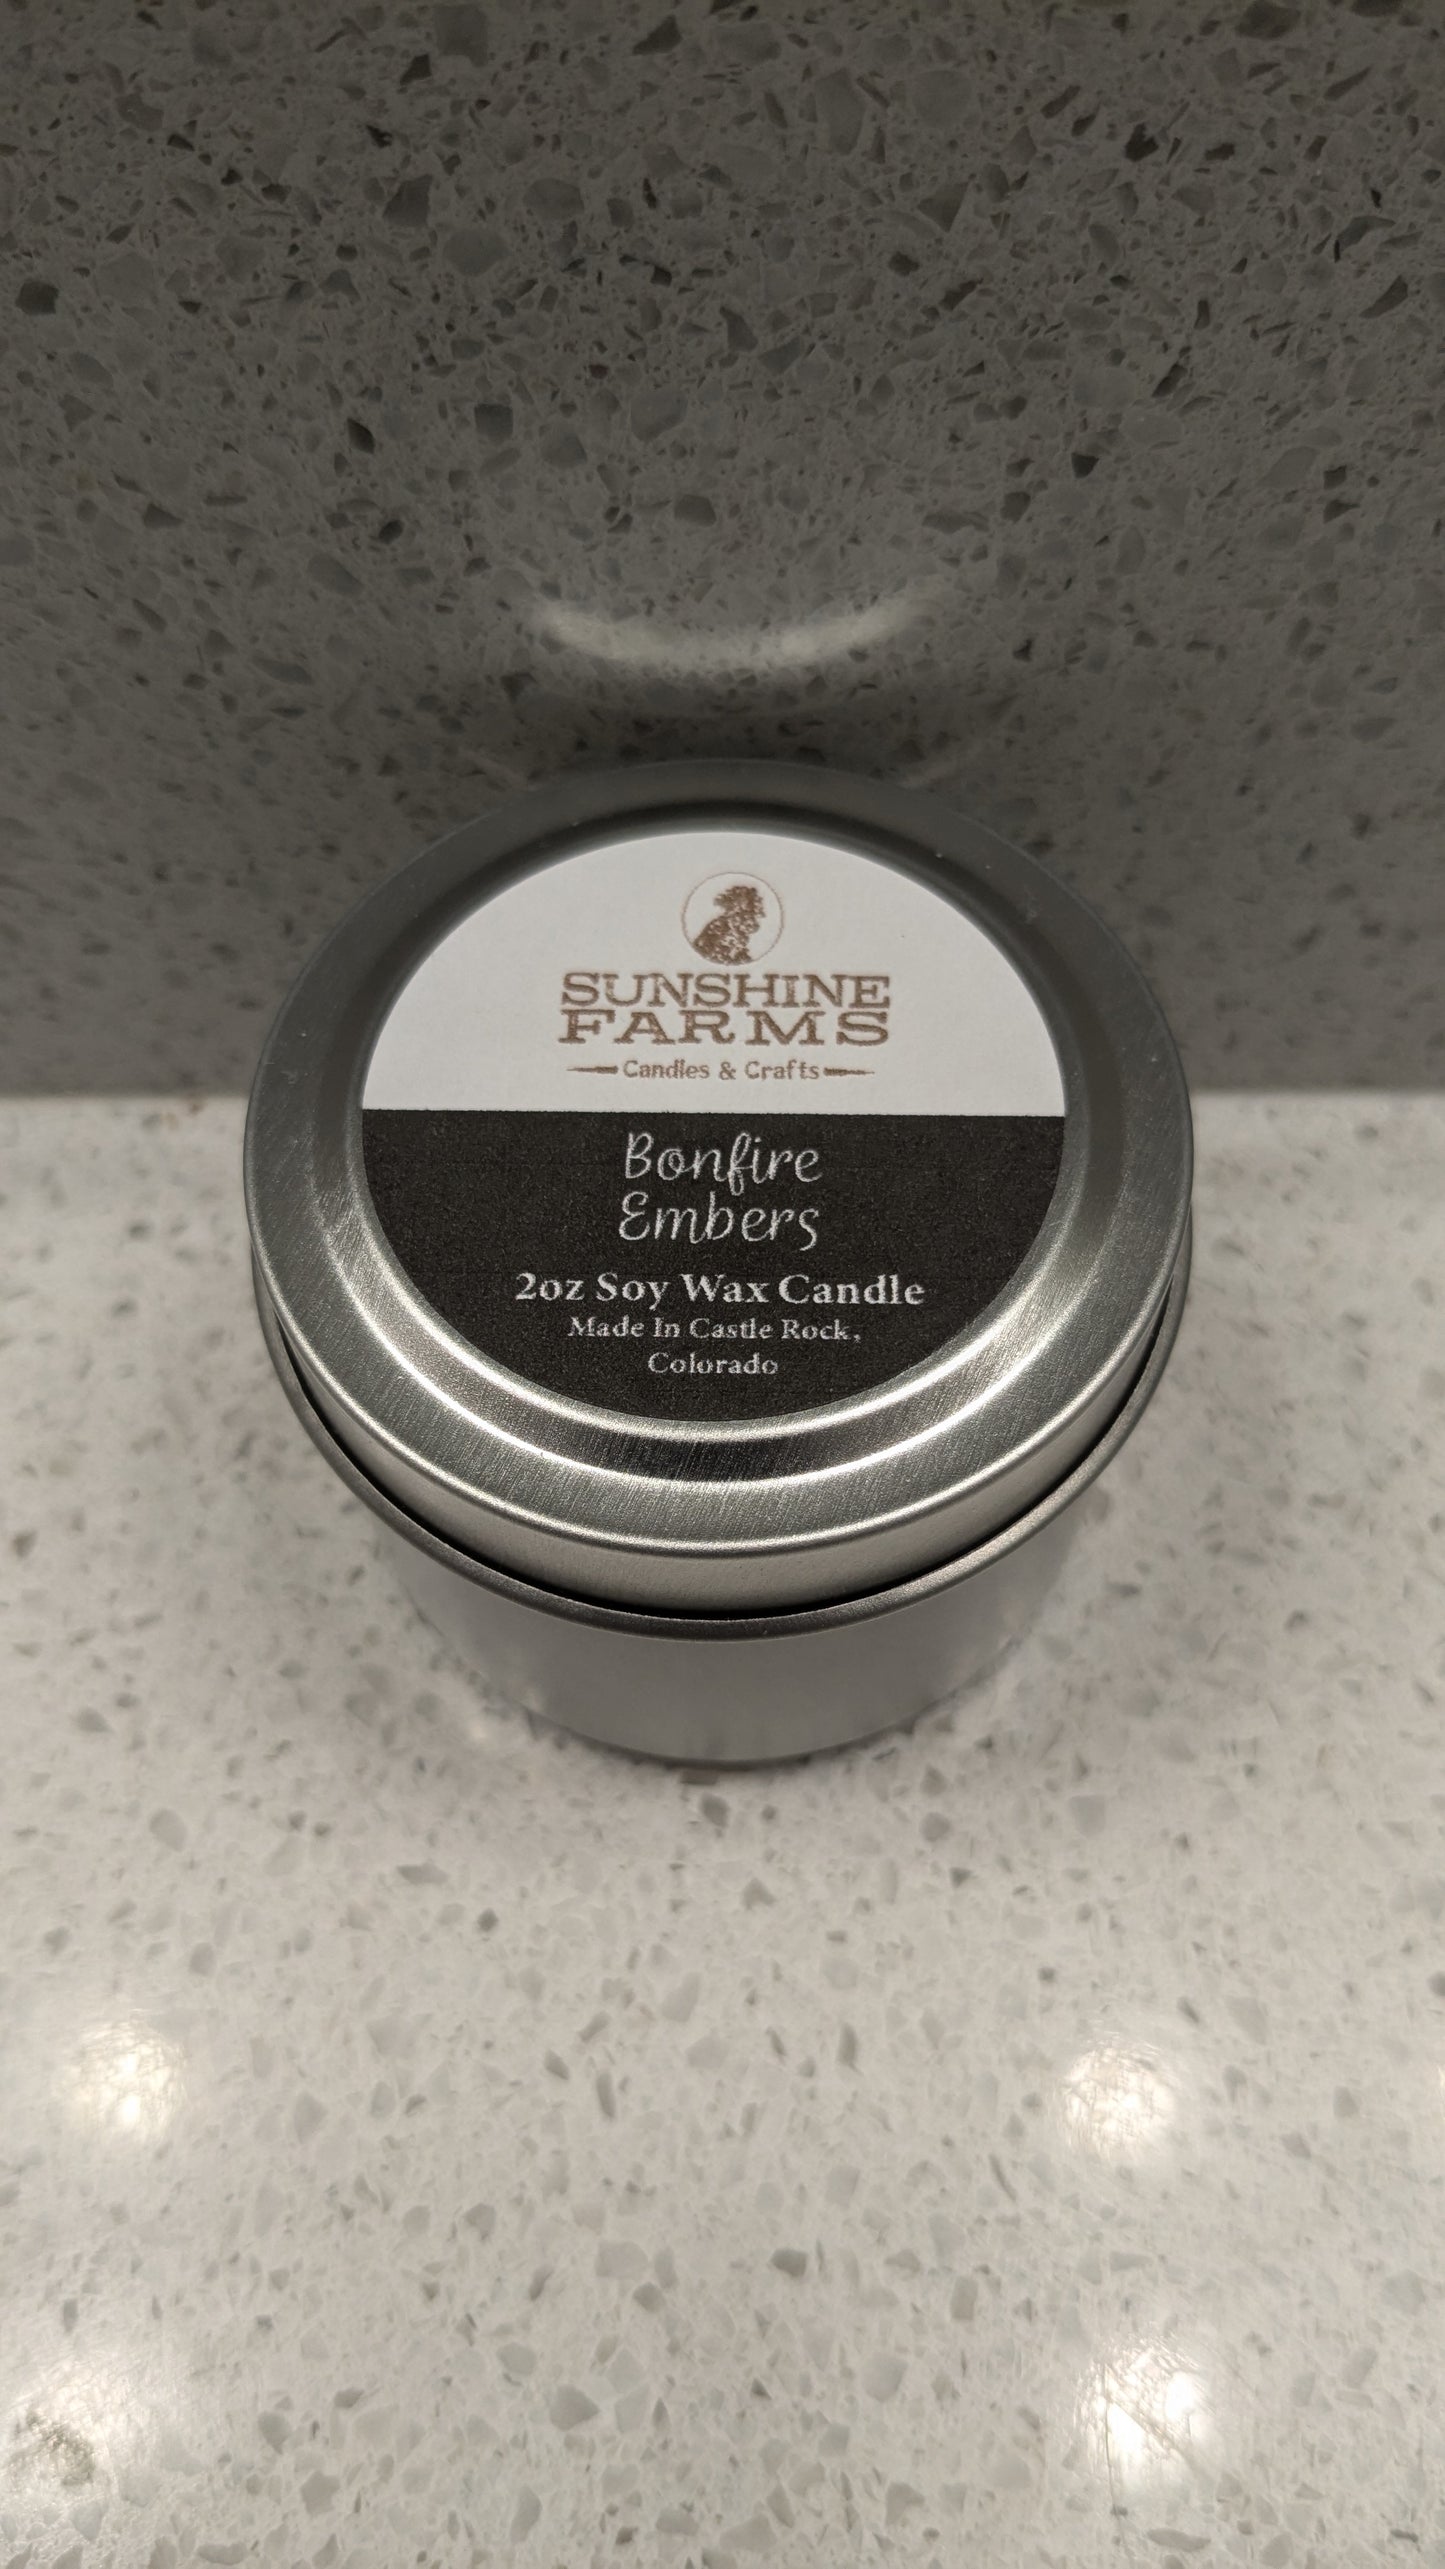 SUNSHINE
FARMS
Candles & Crafts
Bonfire
Embers
2oz Soy Wax Candle
Made In Castle Rock,
Colorado